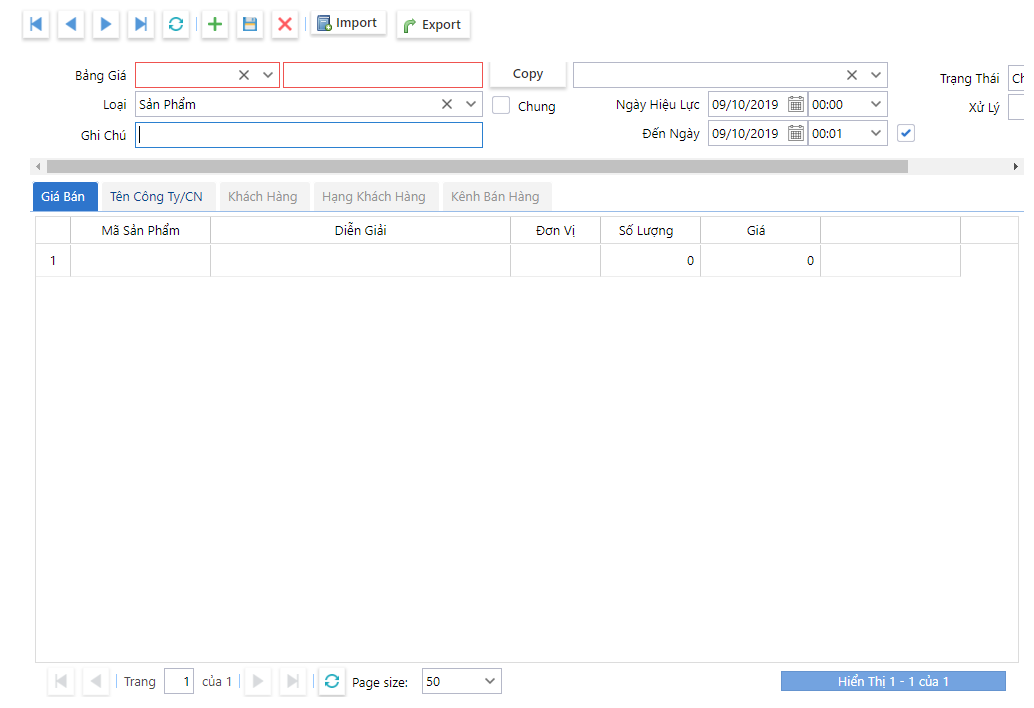 Import Export
Bảng Giá Copy Trạng Thái
Loại Sản Phẩm Chung Ngày Hiệu Lực 09/10/2019 00:00 Xử Lý
Ghi Chú Đến Ngày 09/10/2019 00:01
Giá Bán Tên Công Ty/CN Khách Hàng Hạng Khách Hàng Kênh Bán Hàng
Mã Sản Phẩm Diễn Giải Đơn Vị Số Lượng Giá
1 0 0
Trang 1 của 1 Page size: 50 Hiển Thị 1 - 1 của 1